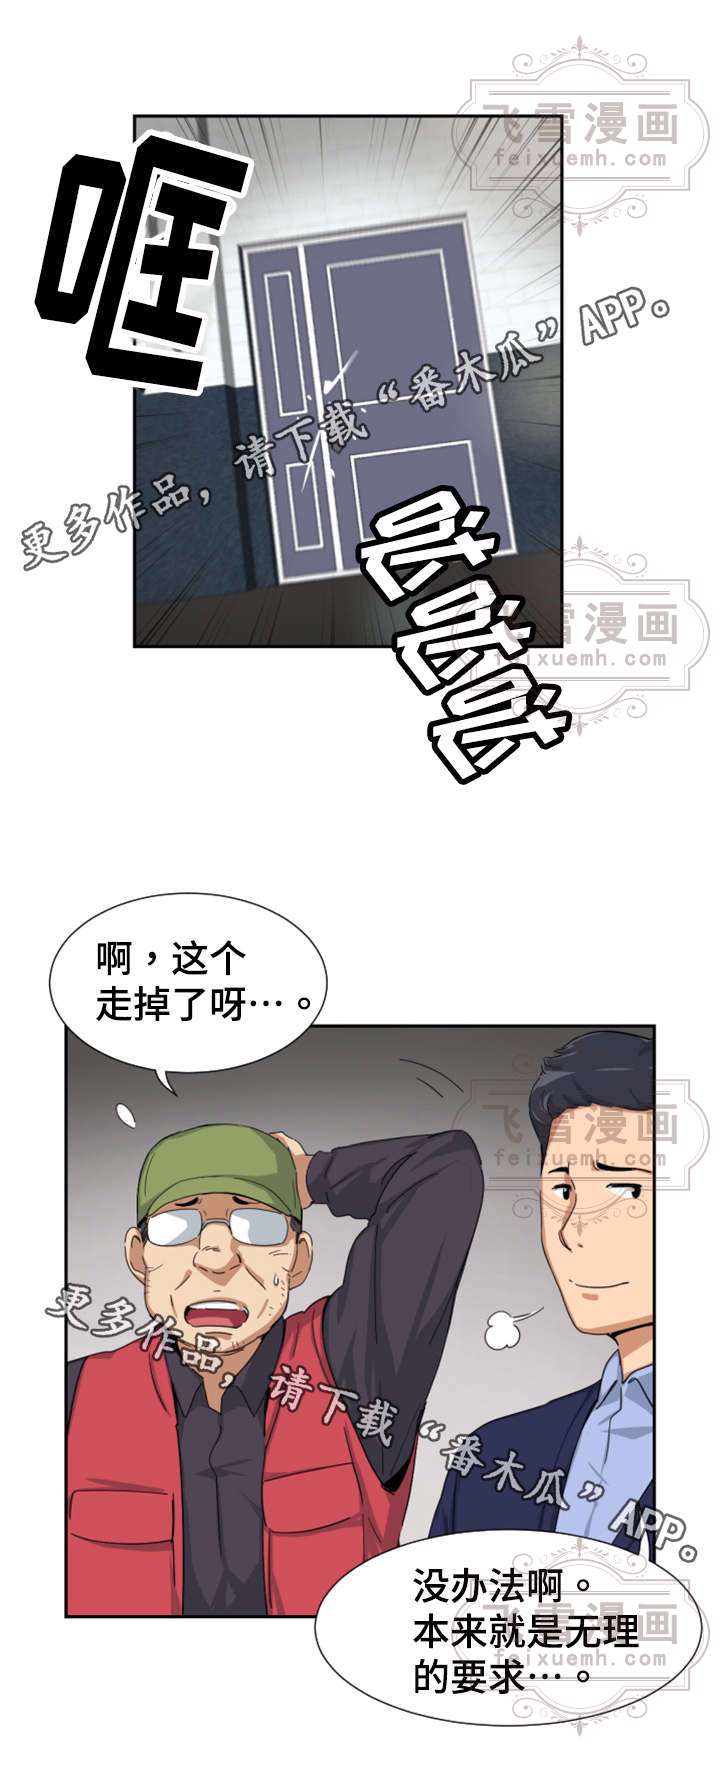 飞雪漫画
feixuemh.com
哐
更多作品，请下载“番木瓜”APP。
哒哒哒
飞雪漫画
feixuemh.com
啊，这个
走掉了呀…。
飞雪漫画
feixuemh.com
更多作品，请下载“番木瓜”APP。
没办法啊。
本来就是无理
的要求…。
飞雪漫画
feixuemh.com